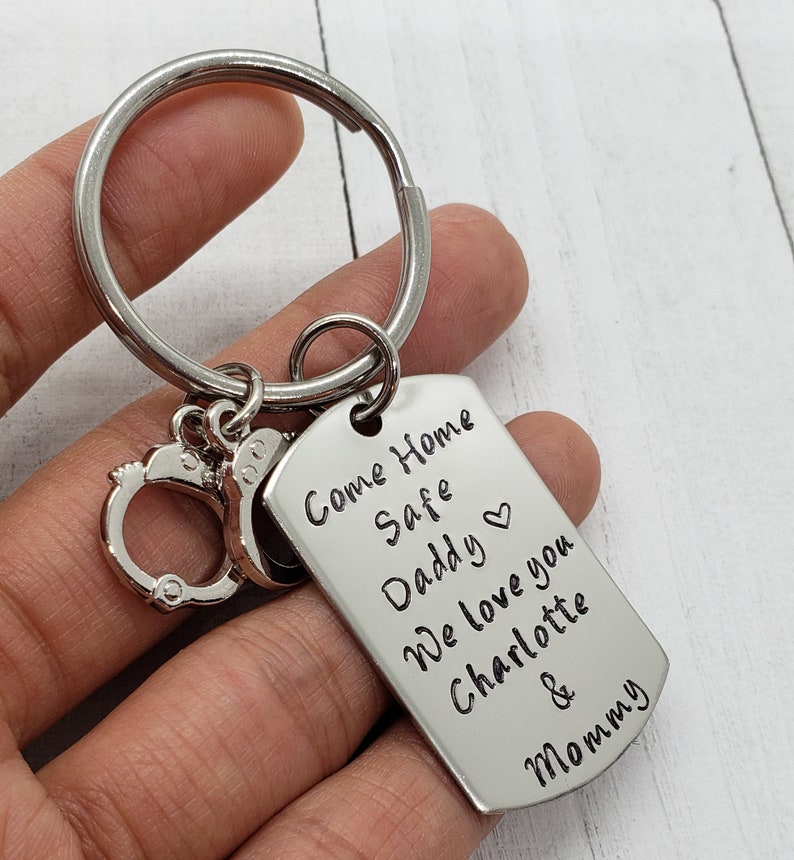 Come Home
Safe
Daddy ♡
We love you
Charlotte
&
Mommy